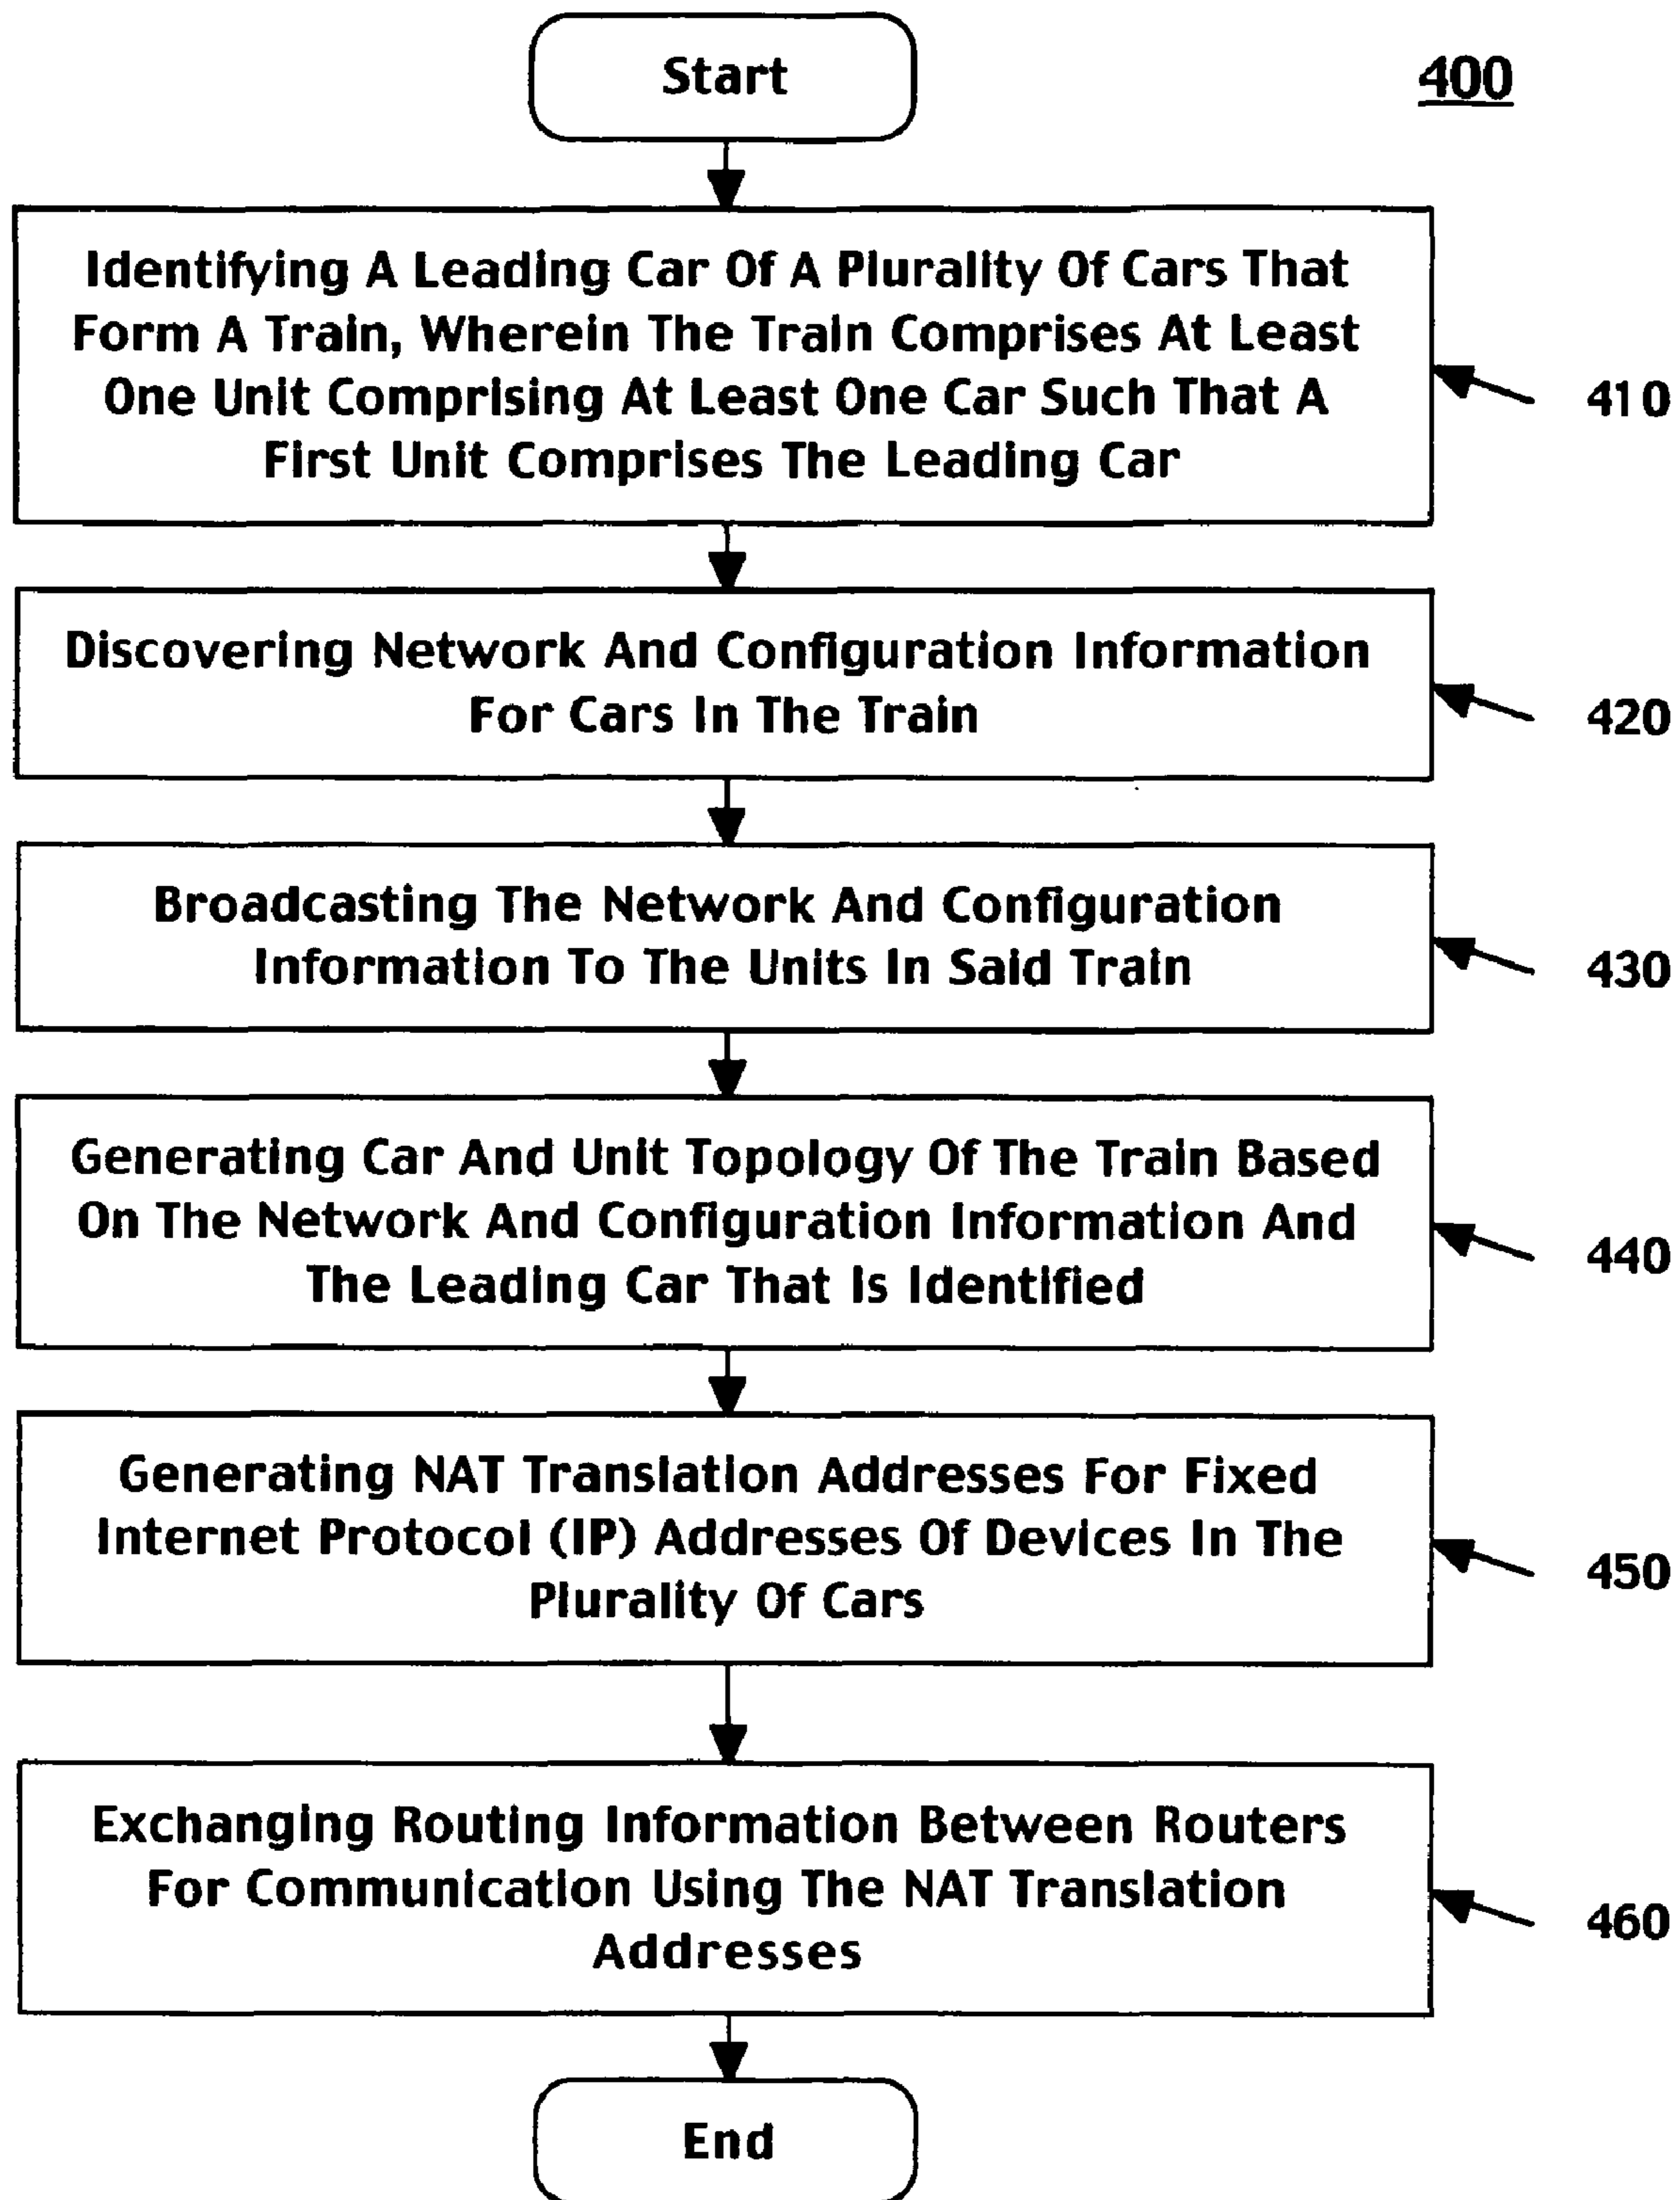 Start
400
Identifying A Leading Car Of A Plurality Of Cars That
Form A Train, Wherein The Train Comprises At Least
One Unit Comprising At Least One Car Such That A
First Unit Comprises The Leading Car
410
Discovering Network And Configuration Information
For Cars In The Train
420
Broadcasting The Network And Configuration
Information To The Units In Said Train
430
Generating Car And Unit Topology Of The Train Based
On The Network And Configuration Information And
The Leading Car That Is Identified
440
Generating NAT Translation Addresses For Fixed
Internet Protocol (IP) Addresses Of Devices In The
Plurality Of Cars
450
Exchanging Routing Information Between Routers
For Communication Using The NAT Translation
Addresses
460
End